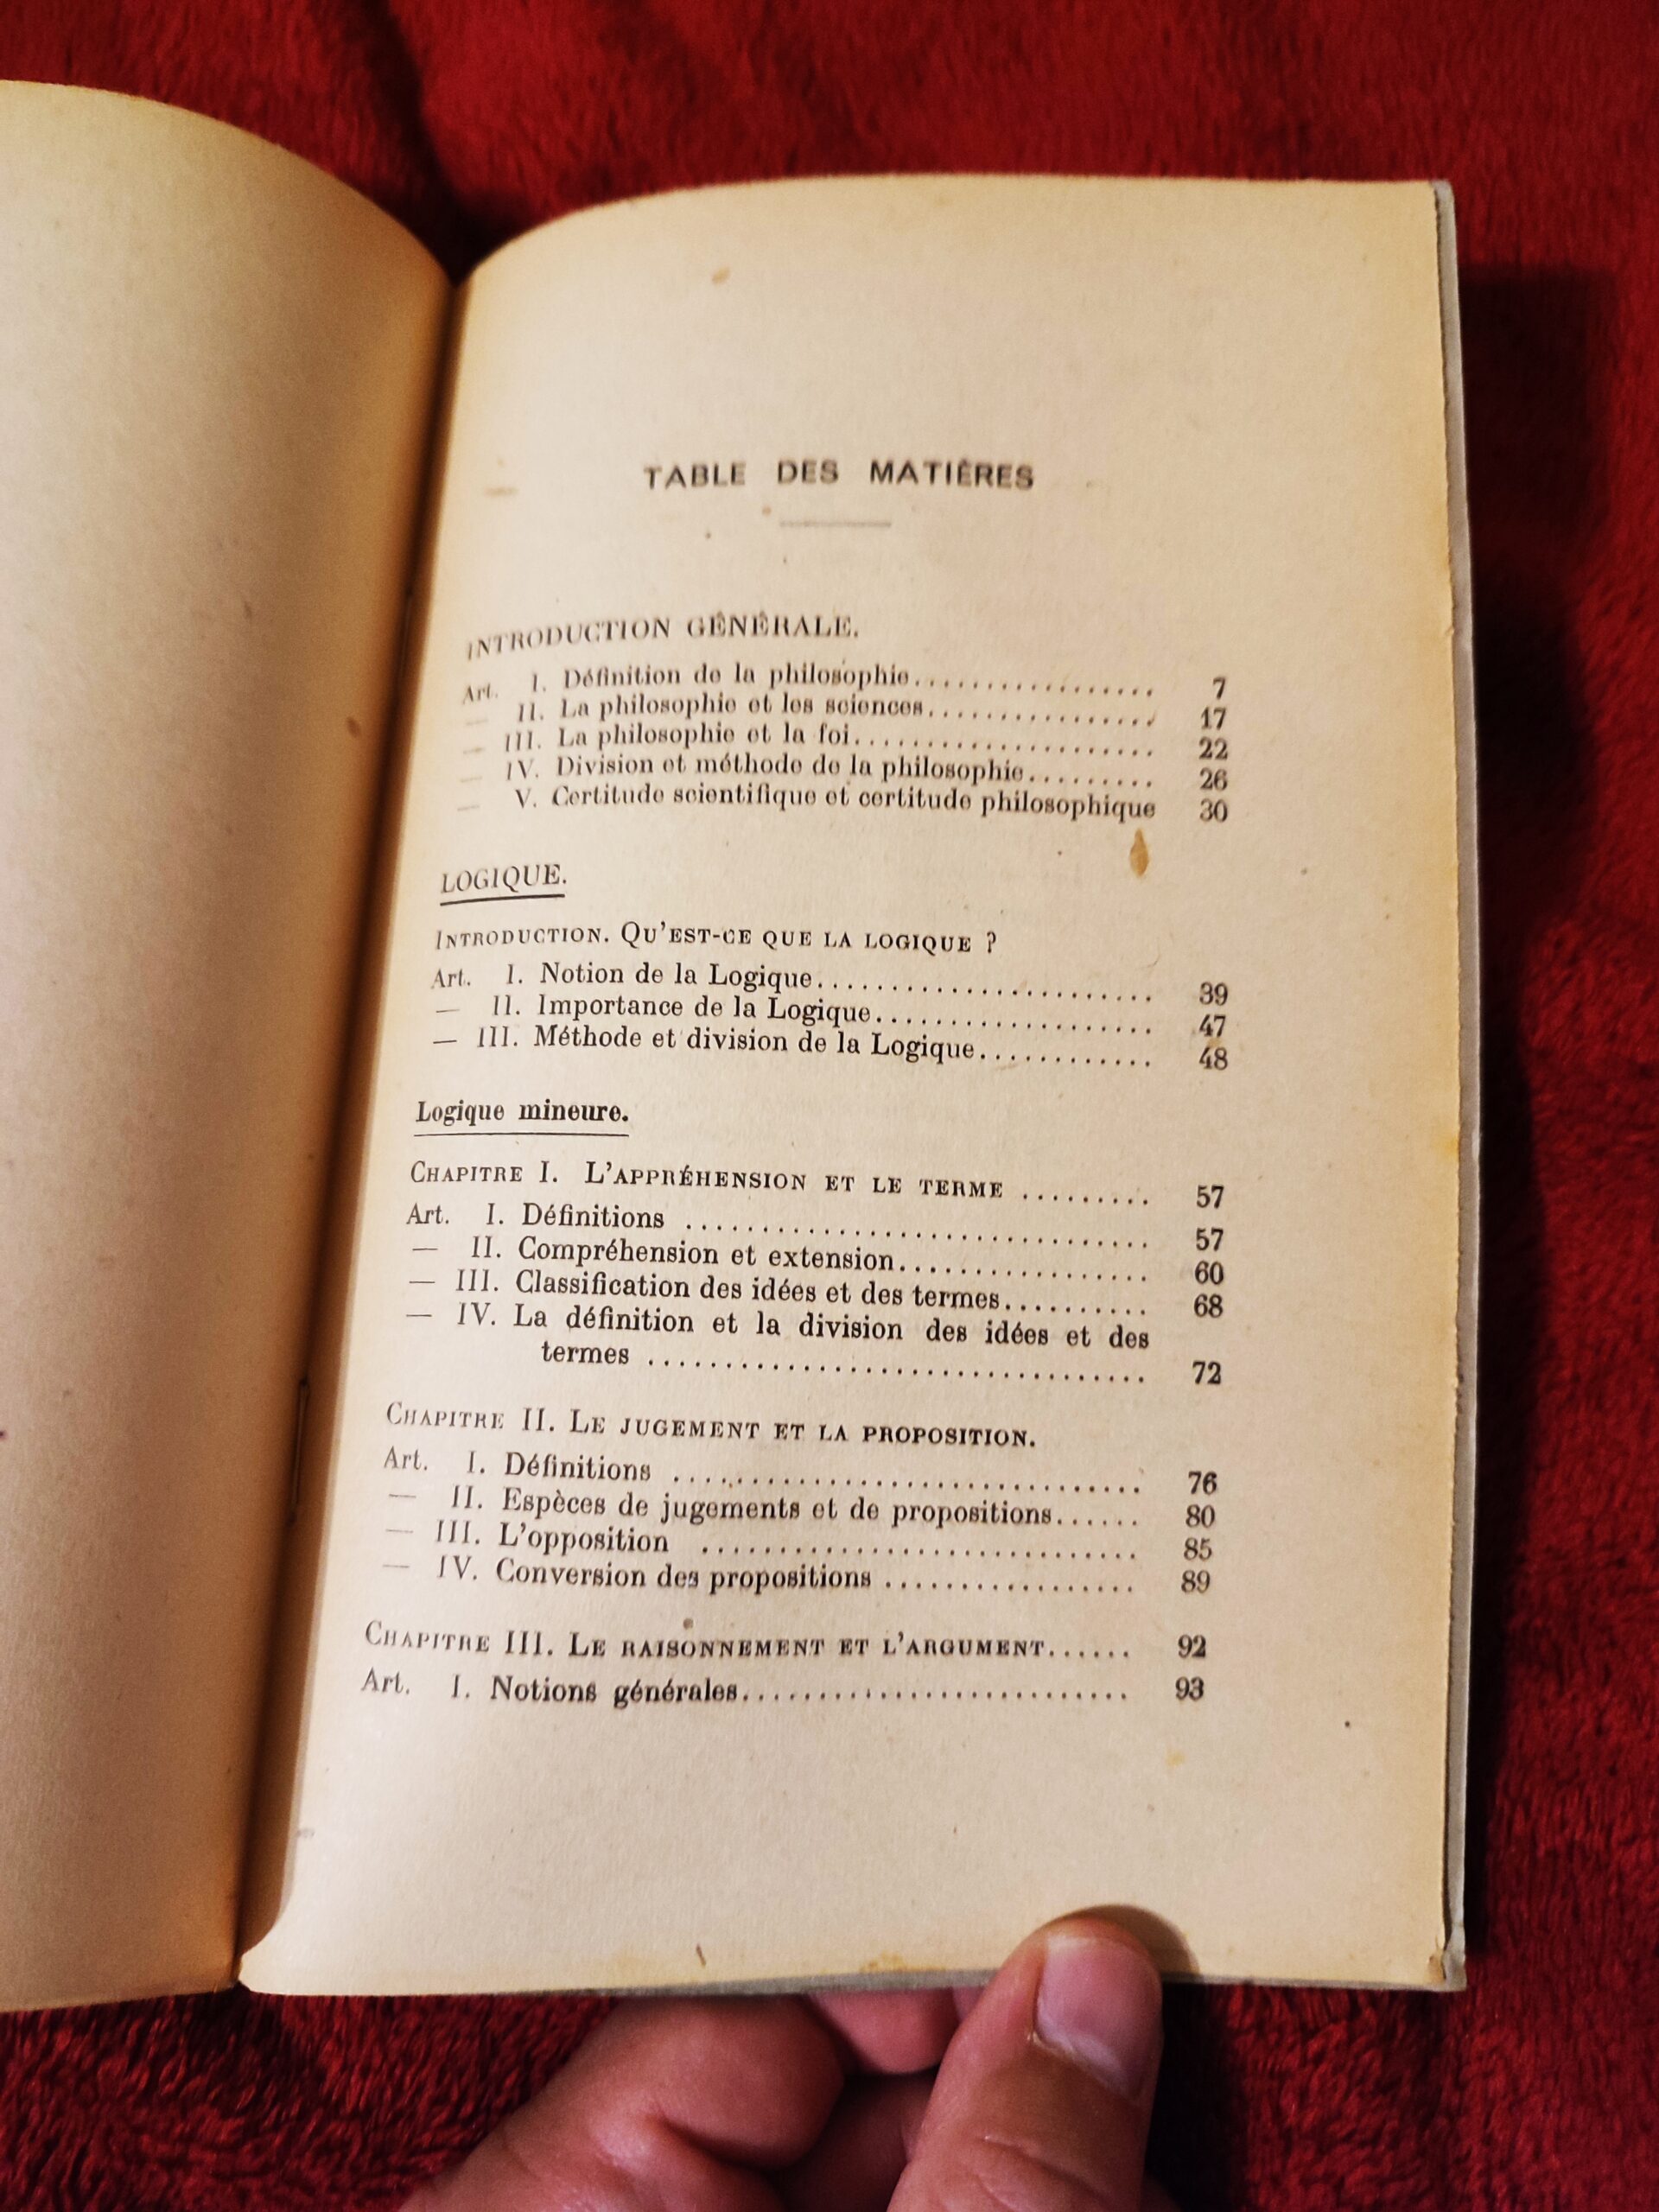 TABLE DES MATIÈRES
INTRODUCTION GÉNÉRALE.
Art. I. Définition de la philosophie................. 7
— II. La philosophie et les sciences................ 17
— III. La philosophie et la foi..................... 22
— IV. Division et méthode de la philosophie......... 26
— V. Certitude scientifique et certitude philosophique 30
LOGIQUE.
INTRODUCTION. QU'EST-CE QUE LA LOGIQUE ?
Art. I. Notion de la Logique....................... 39
— II. Importance de la Logique................... 47
— III. Méthode et division de la Logique............ 48
Logique mineure.
CHAPITRE I. L'APPRÉHENSION ET LE TERME ......... 57
Art. I. Définitions .............................. 57
— II. Compréhension et extension................. 60
— III. Classification des idées et des termes.......... 68
— IV. La définition et la division des idées et des
termes ................................. 72
CHAPITRE II. LE JUGEMENT ET LA PROPOSITION.
Art. I. Définitions ............................... 76
— II. Espèces de jugements et de propositions...... 80
— III. L'opposition ............................. 85
— IV. Conversion des propositions ................. 89
CHAPITRE III. LE RAISONNEMENT ET L'ARGUMENT...... 92
Art. I. Notions générales.......................... 93